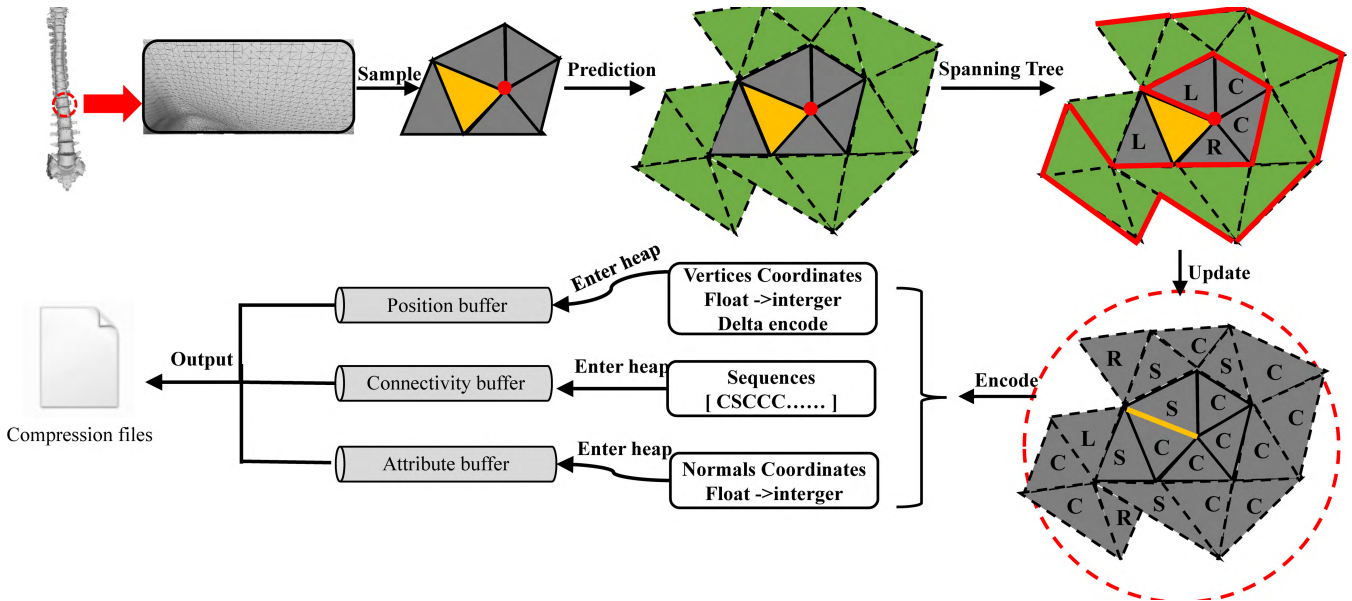 Sample
Prediction
Spanning Tree
L
C
C
L
R
Update
Enter heap
Vertices Coordinates
Float ->interger
Delta encode
Position buffer
Output
Connectivity buffer
Enter heap
Sequences
[ CSCCC…… ]
Encode
Compression files
Attribute buffer
Enter heap
Normals Coordinates
Float ->interger
R
S
C
S
C
S
C
C
L
S
C
C
C
C
C
C
R
S
C
C